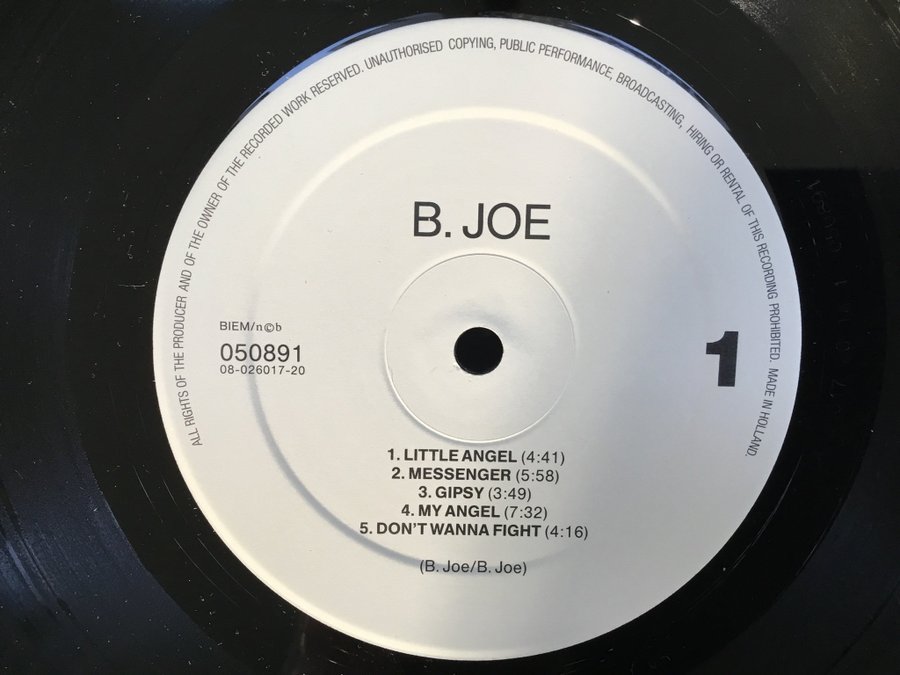 ALL RIGHTS OF THE PRODUCER AND OF THE OWNER OF THE RECORDED WORK RESERVED. UNAUTHORISED COPYING, PUBLIC PERFORMANCE, BROADCASTING, HIRING OR RENTAL OF THIS RECORDING PROHIBITED. MADE IN HOLLAND.
B. JOE
BIEM/n©b
050891
08-026017-20
1
1. LITTLE ANGEL (4:41)
2. MESSENGER (5:58)
3. GIPSY (3:49)
4. MY ANGEL (7:32)
5. DON'T WANNA FIGHT (4:16)
(B. Joe/B. Joe)